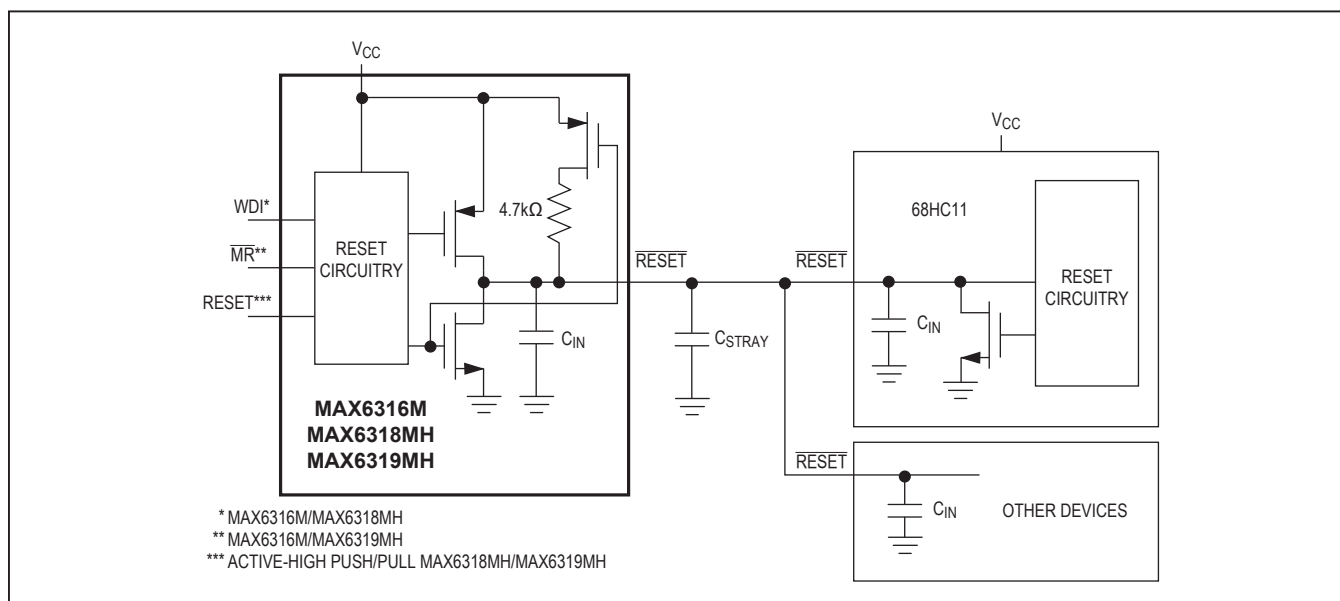 VCC
WDI*
MR**
RESET***
RESET
CIRCUITRY
4.7kΩ
CIN
MAX6316M
MAX6318MH
MAX6319MH
RESET
CSTRAY
RESET
VCC
68HC11
CIN
RESET
CIRCUITRY
RESET
CIN
OTHER DEVICES
* MAX6316M/MAX6318MH
** MAX6316M/MAX6319MH
*** ACTIVE-HIGH PUSH/PULL MAX6318MH/MAX6319MH